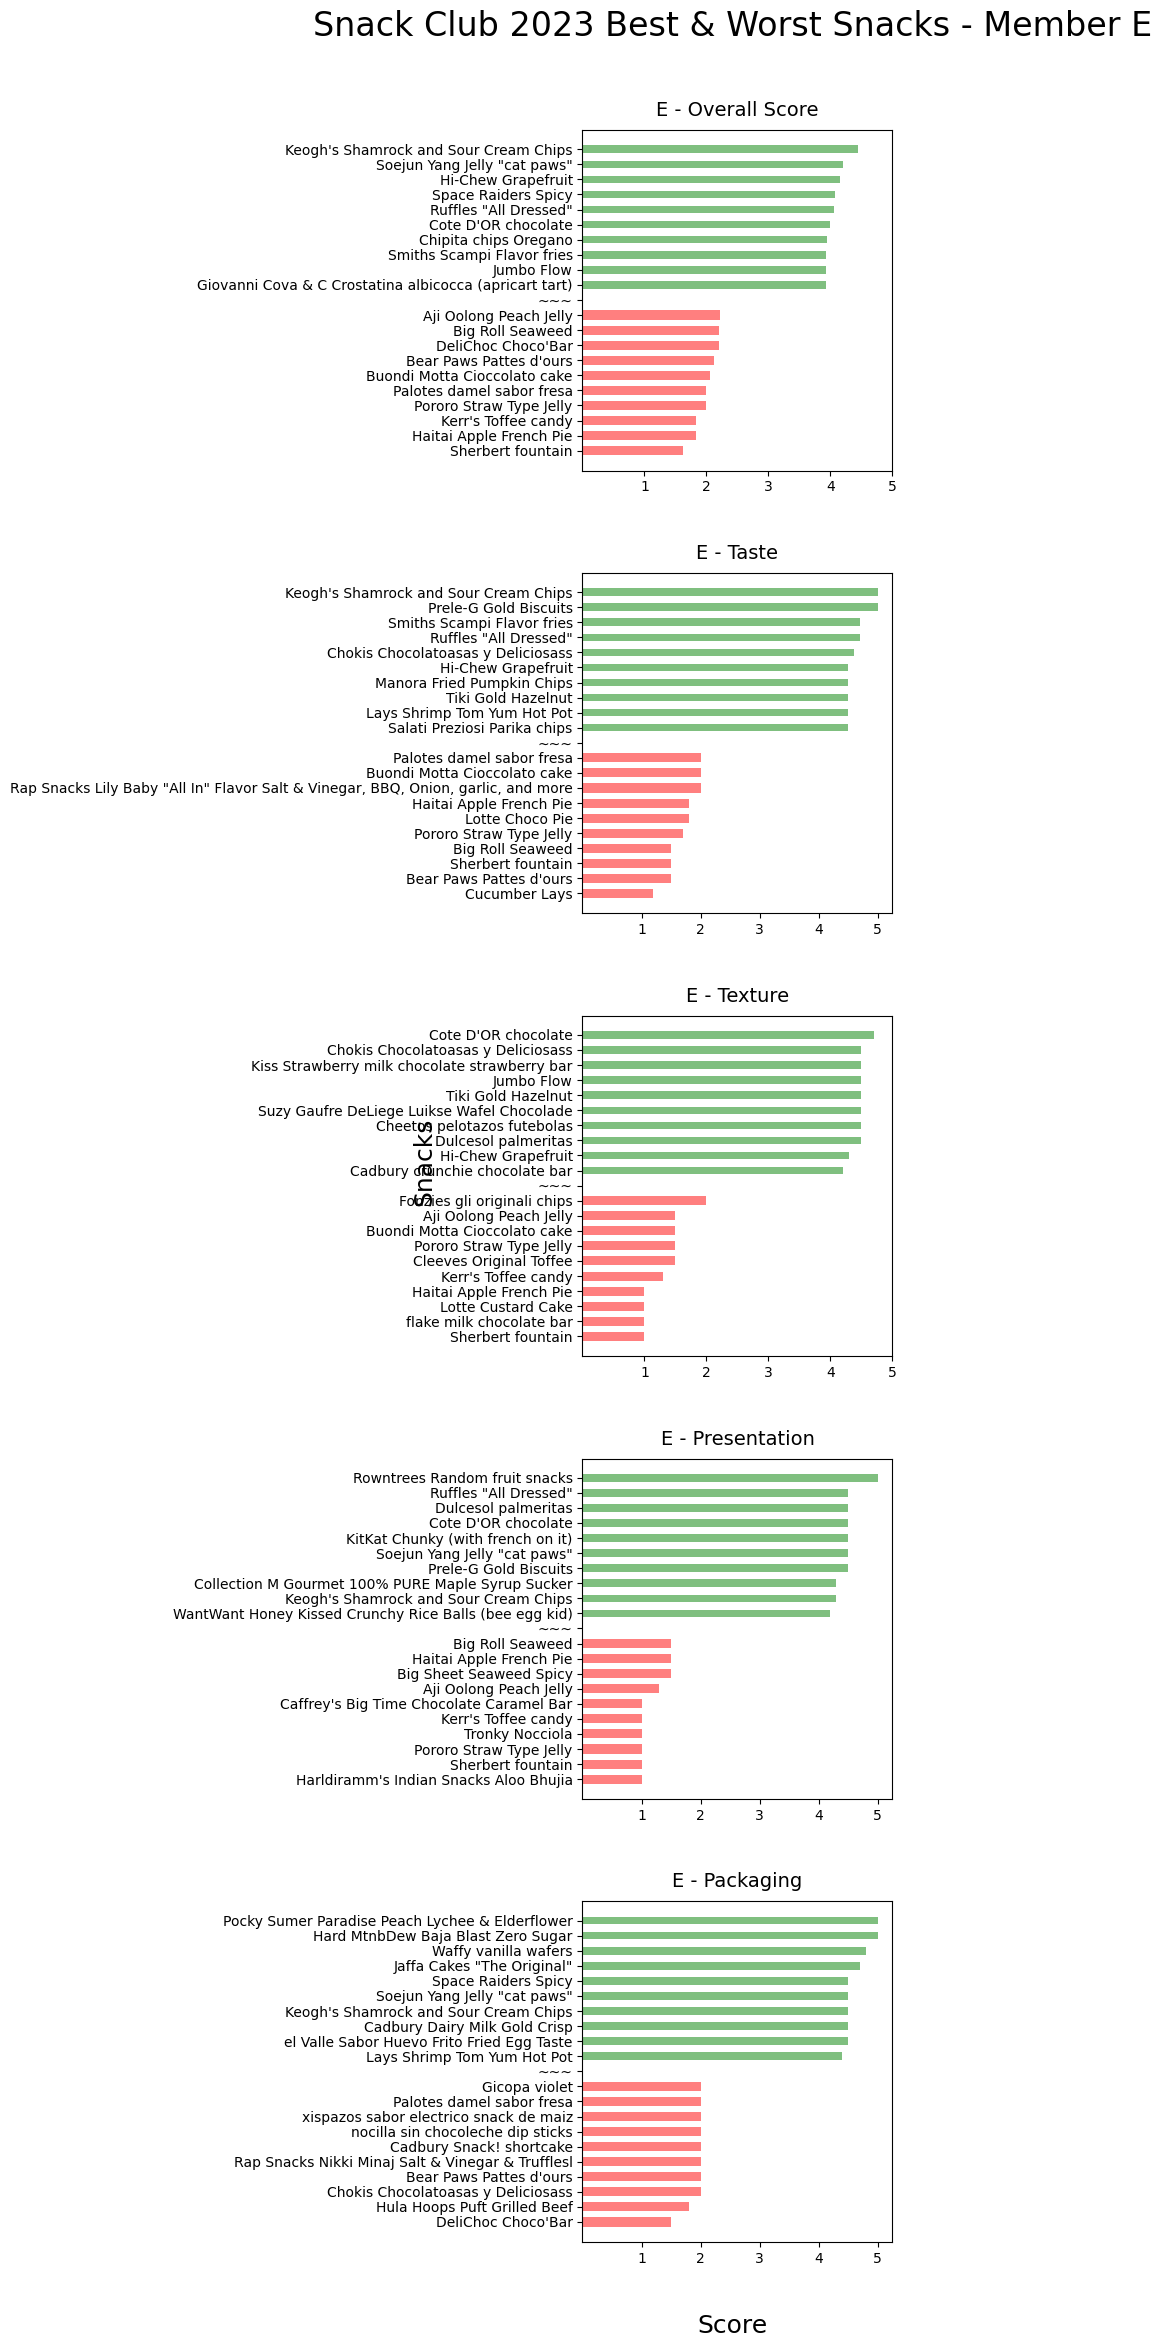 Snack Club 2023 Best & Worst Snacks - Member E
E - Overall Score
Keogh's Shamrock and Sour Cream Chips
Soejun Yang Jelly "cat paws"
Hi-Chew Grapefruit
Space Raiders Spicy
Ruffles "All Dressed"
Cote D'OR chocolate
Chipita chips Oregano
Smiths Scampi Flavor fries
Jumbo Flow
Giovanni Cova & C Crostatina albicocca (apricart tart)
~~~
Aji Oolong Peach Jelly
Big Roll Seaweed
DeliChoc Choco'Bar
Bear Paws Pattes d'ours
Buondi Motta Cioccolato cake
Palotes damel sabor fresa
Pororo Straw Type Jelly
Kerr's Toffee candy
Haitai Apple French Pie
Sherbert fountain
1 2 3 4 5
E - Taste
Keogh's Shamrock and Sour Cream Chips
Prele-G Gold Biscuits
Smiths Scampi Flavor fries
Ruffles "All Dressed"
Chokis Chocolatoasas y Deliciosass
Hi-Chew Grapefruit
Manora Fried Pumpkin Chips
Tiki Gold Hazelnut
Lays Shrimp Tom Yum Hot Pot
Salati Preziosi Parika chips
~~~
Palotes damel sabor fresa
Buondi Motta Cioccolato cake
Rap Snacks Lily Baby "All In" Flavor Salt & Vinegar, BBQ, Onion, garlic, and more
Haitai Apple French Pie
Lotte Choco Pie
Pororo Straw Type Jelly
Big Roll Seaweed
Sherbert fountain
Bear Paws Pattes d'ours
Cucumber Lays
1 2 3 4 5
E - Texture
Cote D'OR chocolate
Chokis Chocolatoasas y Deliciosass
Kiss Strawberry milk chocolate strawberry bar
Jumbo Flow
Tiki Gold Hazelnut
Suzy Gaufre DeLiege Luikse Wafel Chocolade
Cheetos pelotazos futebolas
Dulcesol palmeritas
Hi-Chew Grapefruit
Cadbury crunchie chocolate bar
~~~
Fonzies gli originali chips
Aji Oolong Peach Jelly
Buondi Motta Cioccolato cake
Pororo Straw Type Jelly
Cleeves Original Toffee
Kerr's Toffee candy
Haitai Apple French Pie
Lotte Custard Cake
flake milk chocolate bar
Sherbert fountain
1 2 3 4 5
Snacks
E - Presentation
Rowntrees Random fruit snacks
Ruffles "All Dressed"
Dulcesol palmeritas
Cote D'OR chocolate
KitKat Chunky (with french on it)
Soejun Yang Jelly "cat paws"
Prele-G Gold Biscuits
Collection M Gourmet 100% PURE Maple Syrup Sucker
Keogh's Shamrock and Sour Cream Chips
WantWant Honey Kissed Crunchy Rice Balls (bee egg kid)
~~~
Big Roll Seaweed
Haitai Apple French Pie
Big Sheet Seaweed Spicy
Aji Oolong Peach Jelly
Caffrey's Big Time Chocolate Caramel Bar
Kerr's Toffee candy
Tronky Nocciola
Pororo Straw Type Jelly
Sherbert fountain
Harldiramm's Indian Snacks Aloo Bhujia
1 2 3 4 5
E - Packaging
Pocky Sumer Paradise Peach Lychee & Elderflower
Hard MtnbDew Baja Blast Zero Sugar
Waffy vanilla wafers
Jaffa Cakes "The Original"
Space Raiders Spicy
Soejun Yang Jelly "cat paws"
Keogh's Shamrock and Sour Cream Chips
Cadbury Dairy Milk Gold Crisp
el Valle Sabor Huevo Frito Fried Egg Taste
Lays Shrimp Tom Yum Hot Pot
~~~
Gicopa violet
Palotes damel sabor fresa
xispazos sabor electrico snack de maiz
nocilla sin chocoleche dip sticks
Cadbury Snack! shortcake
Rap Snacks Nikki Minaj Salt & Vinegar & Trufflesl
Bear Paws Pattes d'ours
Chokis Chocolatoasas y Deliciosass
Hula Hoops Puft Grilled Beef
DeliChoc Choco'Bar
1 2 3 4 5
Score